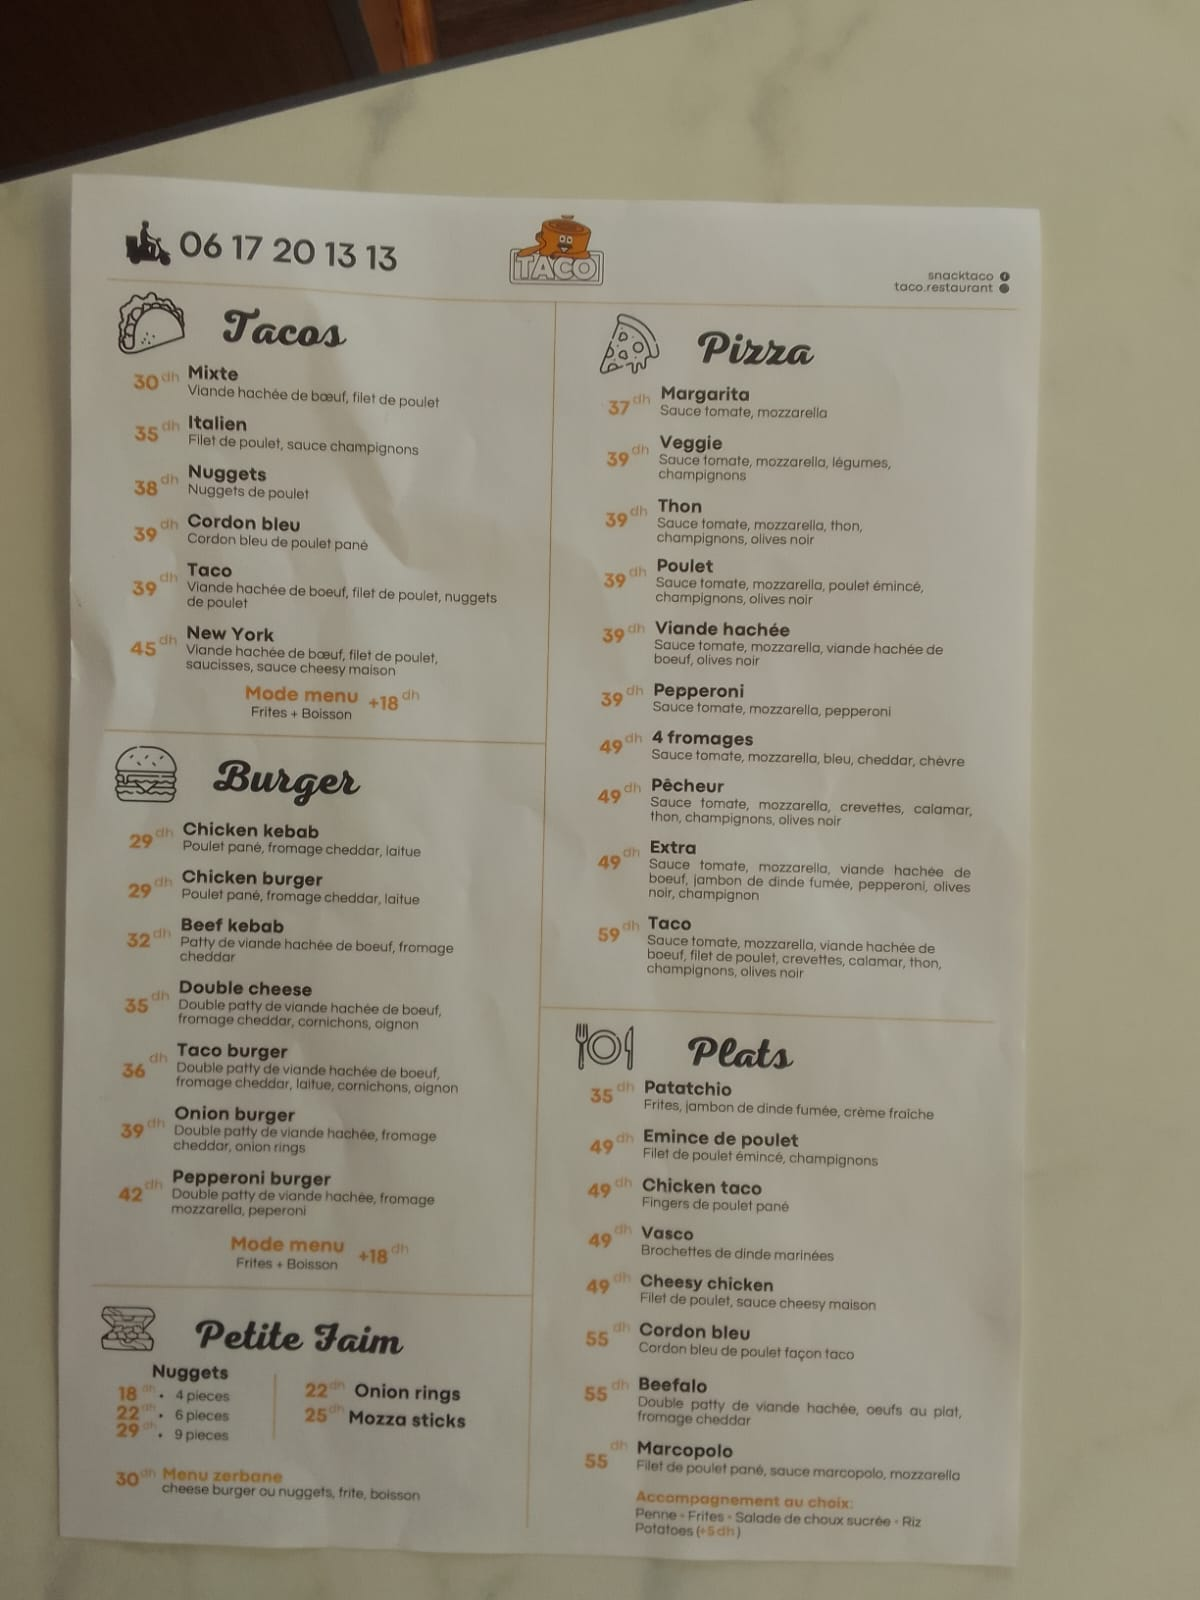 06 17 20 13 13
TACO
snacktaco
taco.restaurant
Tacos
30 dh Mixte
Viande hachée de bœuf, filet de poulet
35 dh Italien
Filet de poulet, sauce champignons
38 dh Nuggets
Nuggets de poulet
39 dh Cordon bleu
Cordon bleu de poulet pané
39 dh Taco
Viande hachée de boeuf, filet de poulet, nuggets
de poulet
45 dh New York
Viande hachée de bœuf, filet de poulet,
saucisses, sauce cheesy maison
Mode menu +18 dh
Frites + Boisson
Burger
29 dh Chicken kebab
Poulet pané, fromage cheddar, laitue
29 dh Chicken burger
Poulet pané, fromage cheddar, laitue
32 dh Beef kebab
Patty de viande hachée de boeuf, fromage
cheddar
35 dh Double cheese
Double patty de viande hachée de boeuf,
fromage cheddar, cornichons, oignon
36 dh Taco burger
Double patty de viande hachée de boeuf,
fromage cheddar, laitue, cornichons, oignon
39 dh Onion burger
Double patty de viande hachée, fromage
cheddar, onion rings
42 dh Pepperoni burger
Double patty de viande hachée, fromage
mozzarella, peperoni
Mode menu +18 dh
Frites + Boisson
Petite Faim
Nuggets
18 dh • 4 pieces
22 dh • 6 pieces
29 dh • 9 pieces
22 dh Onion rings
25 dh Mozza sticks
30 dh Menu zerbane
cheese burger ou nuggets, frite, boisson
Pizza
37 dh Margarita
Sauce tomate, mozzarella
39 dh Veggie
Sauce tomate, mozzarella, légumes,
champignons
39 dh Thon
Sauce tomate, mozzarella, thon,
champignons, olives noir
39 dh Poulet
Sauce tomate, mozzarella, poulet émincé,
champignons, olives noir
39 dh Viande hachée
Sauce tomate, mozzarella, viande hachée de
boeuf, olives noir
39 dh Pepperoni
Sauce tomate, mozzarella, pepperoni
49 dh 4 fromages
Sauce tomate, mozzarella, bleu, cheddar, chèvre
49 dh Pêcheur
Sauce tomate, mozzarella, crevettes, calamar,
thon, champignons, olives noir
49 dh Extra
Sauce tomate, mozzarella, viande hachée de
boeuf, jambon de dinde fumée, pepperoni, olives
noir, champignon
59 dh Taco
Sauce tomate, mozzarella, viande hachée de
boeuf, filet de poulet, crevettes, calamar, thon,
champignons, olives noir
Plats
35 dh Patatchio
Frites, jambon de dinde fumée, crème fraiche
49 dh Emince de poulet
Filet de poulet émincé, champignons
49 dh Chicken taco
Fingers de poulet pané
49 dh Vasco
Brochettes de dinde marinées
49 dh Cheesy chicken
Filet de poulet, sauce cheesy maison
55 dh Cordon bleu
Cordon bleu de poulet façon taco
55 dh Beefalo
Double patty de viande hachée, oeufs au plat,
fromage cheddar
55 dh Marcopolo
Filet de poulet pané, sauce marcopolo, mozzarella
Accompagnement au choix:
Penne - Frites - Salade de choux sucrée - Riz
Potatoes (+5 dh)